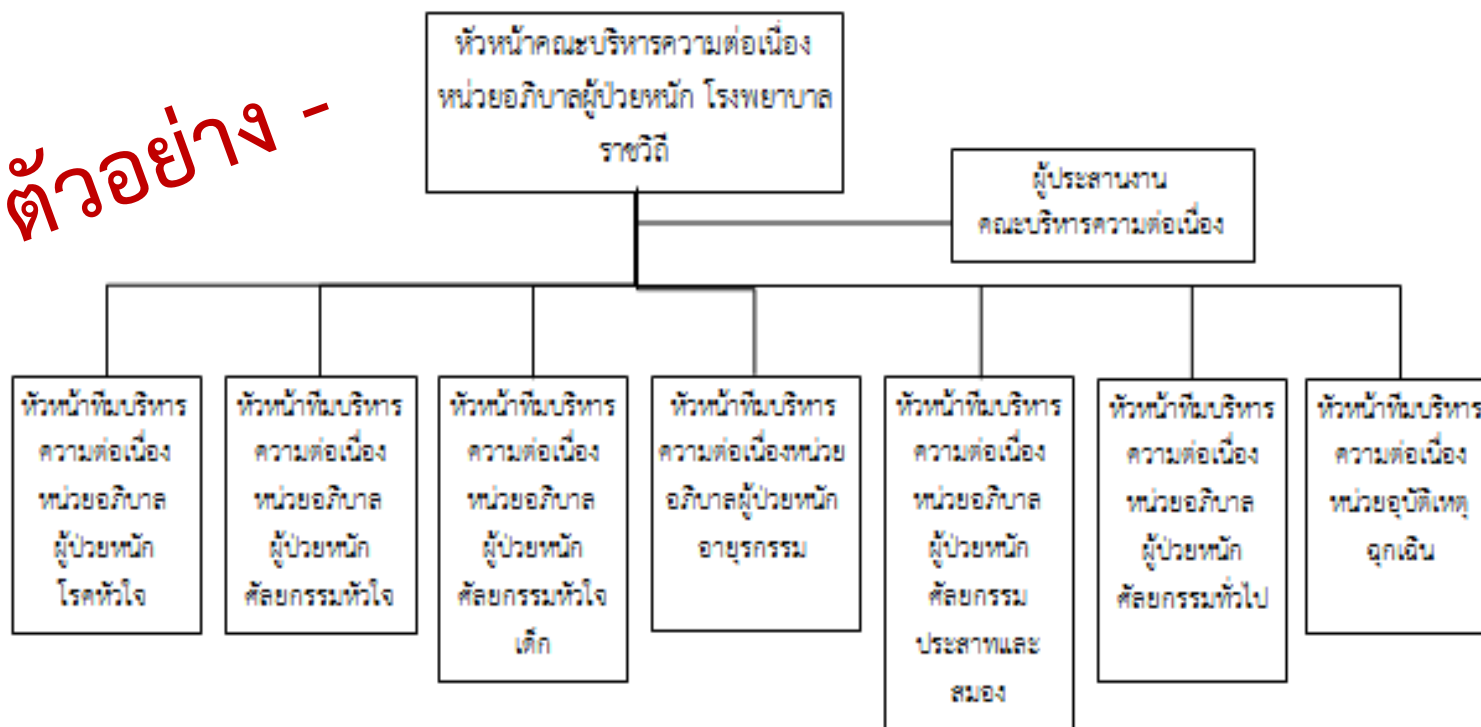 ตัวอย่าง -
หัวหน้าคณะบริหารความต่อเนื่อง
หน่วยอภิบาลผู้ป่วยหนัก โรงพยาบาล
ราชวิถี
ผู้ประสานงาน
คณะบริหารความต่อเนื่อง
หัวหน้าทีมบริหาร
ความต่อเนื่อง
หน่วยอภิบาล
ผู้ป่วยหนัก
โรคหัวใจ
หัวหน้าทีมบริหาร
ความต่อเนื่อง
หน่วยอภิบาล
ผู้ป่วยหนัก
ศัลยกรรมหัวใจ
หัวหน้าทีมบริหาร
ความต่อเนื่อง
หน่วยอภิบาล
ผู้ป่วยหนัก
ศัลยกรรมหัวใจ
เด็ก
หัวหน้าทีมบริหาร
ความต่อเนื่องหน่วย
อภิบาลผู้ป่วยหนัก
อายุรกรรม
หัวหน้าทีมบริหาร
ความต่อเนื่อง
หน่วยอภิบาล
ผู้ป่วยหนัก
ศัลยกรรม
ประสาทและ
สมอง
หัวหน้าทีมบริหาร
ความต่อเนื่อง
หน่วยอภิบาล
ผู้ป่วยหนัก
ศัลยกรรมทั่วไป
หัวหน้าทีมบริหาร
ความต่อเนื่อง
หน่วยอุบัติเหตุ
ฉุกเฉิน